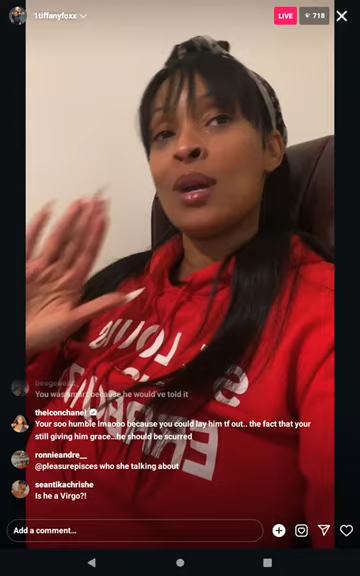 1tiffanyfoxx
LIVE
718
You was smart because he would've told it
theiconchanel
Your soo humble lmaooo because you could lay him tf out.. the fact that your
still giving him grace...he should be scurred
ronnieandre__
@pleasurepisces who she talking about
seantikachrishe
Is he a Virgo?!
Add a comment...